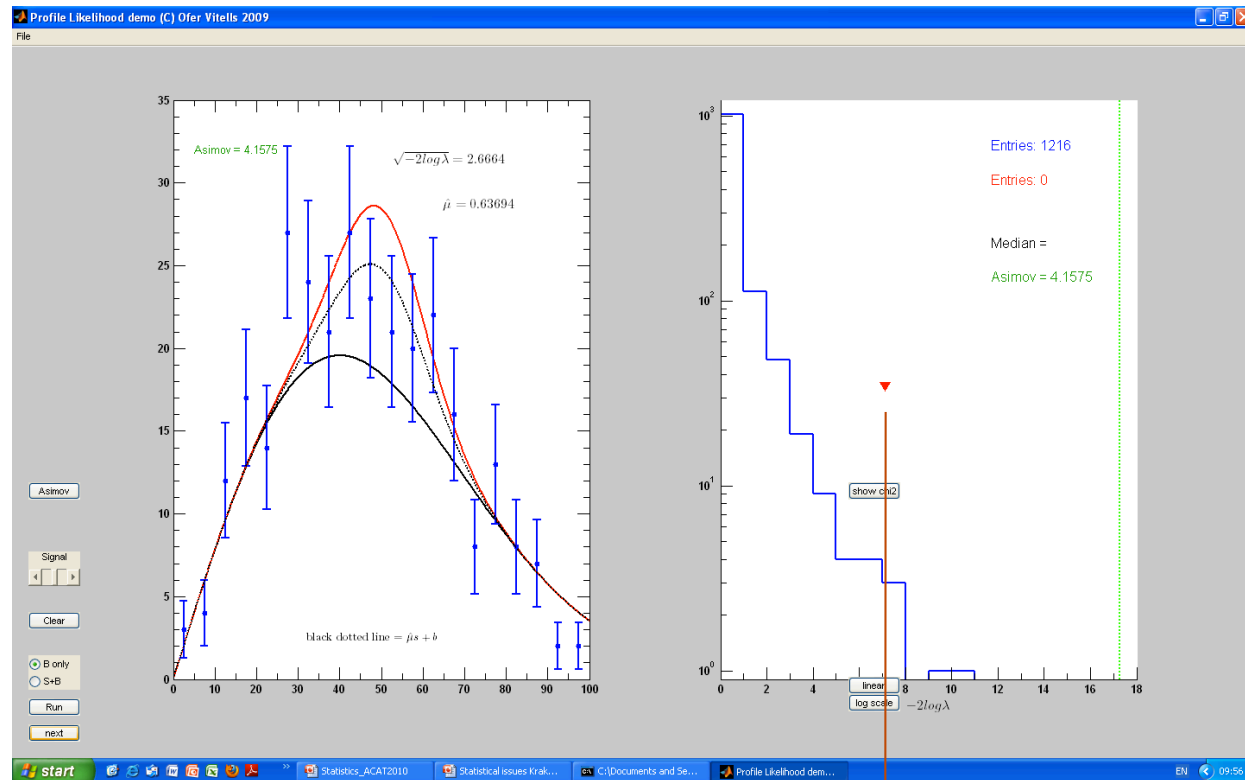 Profile Likelihood demo (C) Ofer Vitells 2009
File
35
30
25
20
15
10
5
0
0 10 20 30 40 50 60 70 80 90 100
Asimov = 4.1575
√-2logλ = 2.6664
μ̂ = 0.63694
black dotted line = μ̂s + b
10³
10²
10¹
10⁰
0 2 4 6 8 10 12 14 16 18
Entries: 1216
Entries: 0
Median =
Asimov = 4.1575
show chi2
linear
log scale
-2logλ
Asimov
Signal
Clear
B only
S+B
Run
next
start
Statistics_ACAT2010
Statistical issues Krak...
C:\Documents and Se...
Profile Likelihood dem...
EN
09:56